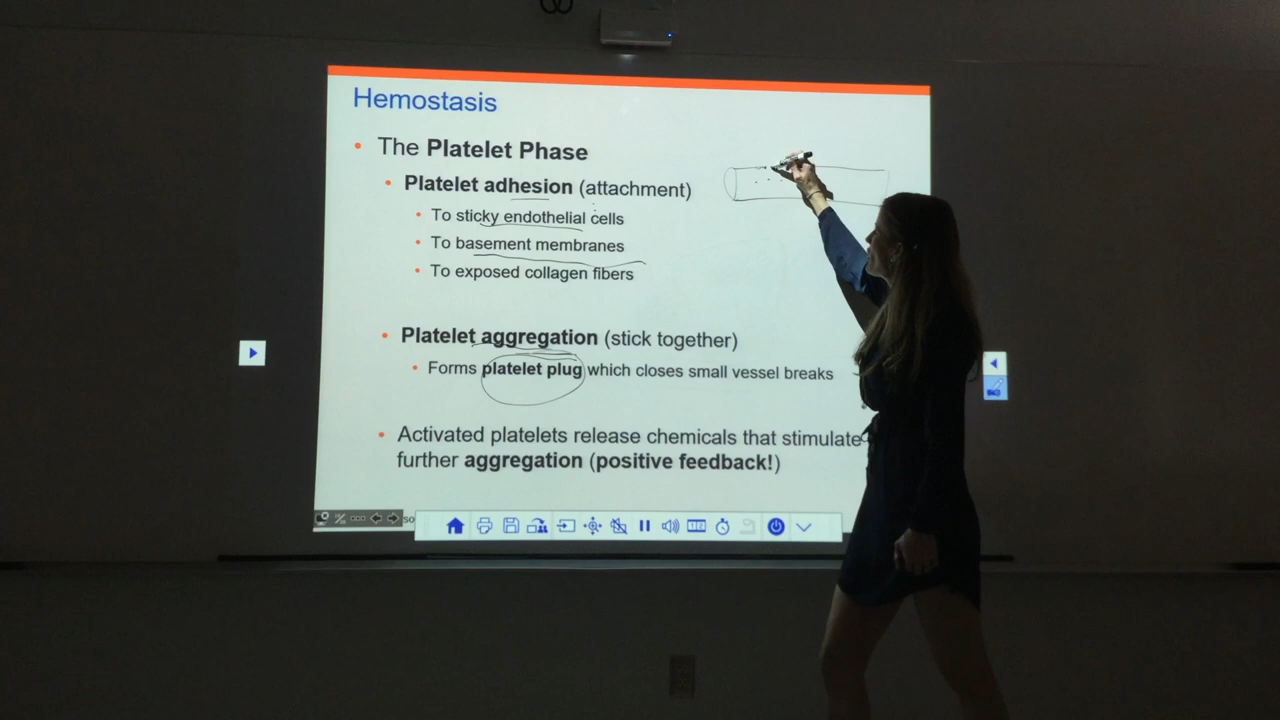 Hemostasis
• The Platelet Phase
• Platelet adhesion (attachment)
• To sticky endothelial cells
• To basement membranes
• To exposed collagen fibers
• Platelet aggregation (stick together)
• Forms platelet plug which closes small vessel breaks
• Activated platelets release chemicals that stimulate
further aggregation (positive feedback!)
so